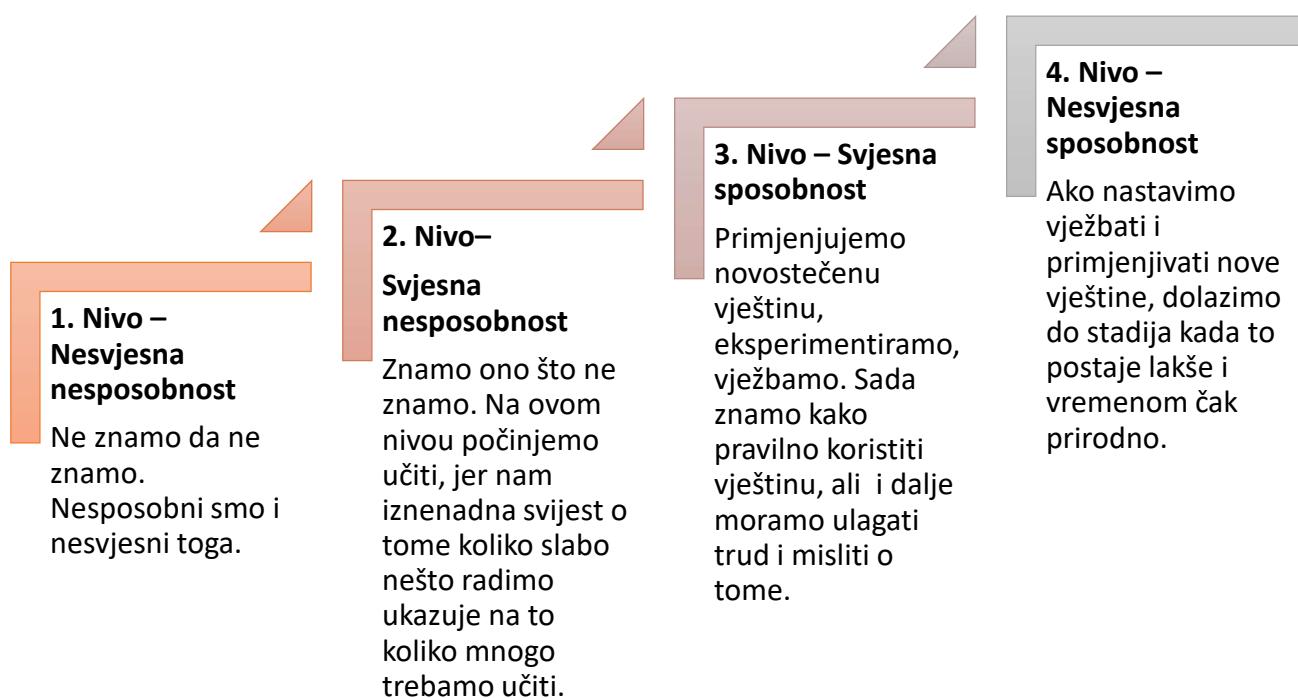 1. Nivo –
Nesvjesna
nesposobnost
Ne znamo da ne
znamo.
Nesposobni smo i
nesvjesni toga.
2. Nivo–
Svjesna
nesposobnost
Znamo ono što ne
znamo. Na ovom
nivou počinjemo
učiti, jer nam
iznenadna svijest o
tome koliko slabo
nešto radimo
ukazuje na to
koliko mnogo
trebamo učiti.
3. Nivo – Svjesna
sposobnost
Primjenjujemo
novostečenu
vještinu,
eksperimentiramo,
vježbamo. Sada
znamo kako
pravilno koristiti
vještinu, ali  i dalje
moramo ulagati
trud i misliti o
tome.
4. Nivo –
Nesvjesna
sposobnost
Ako nastavimo
vježbati i
primjenjivati nove
vještine, dolazimo
do stadija kada to
postaje lakše i
vremenom čak
prirodno.